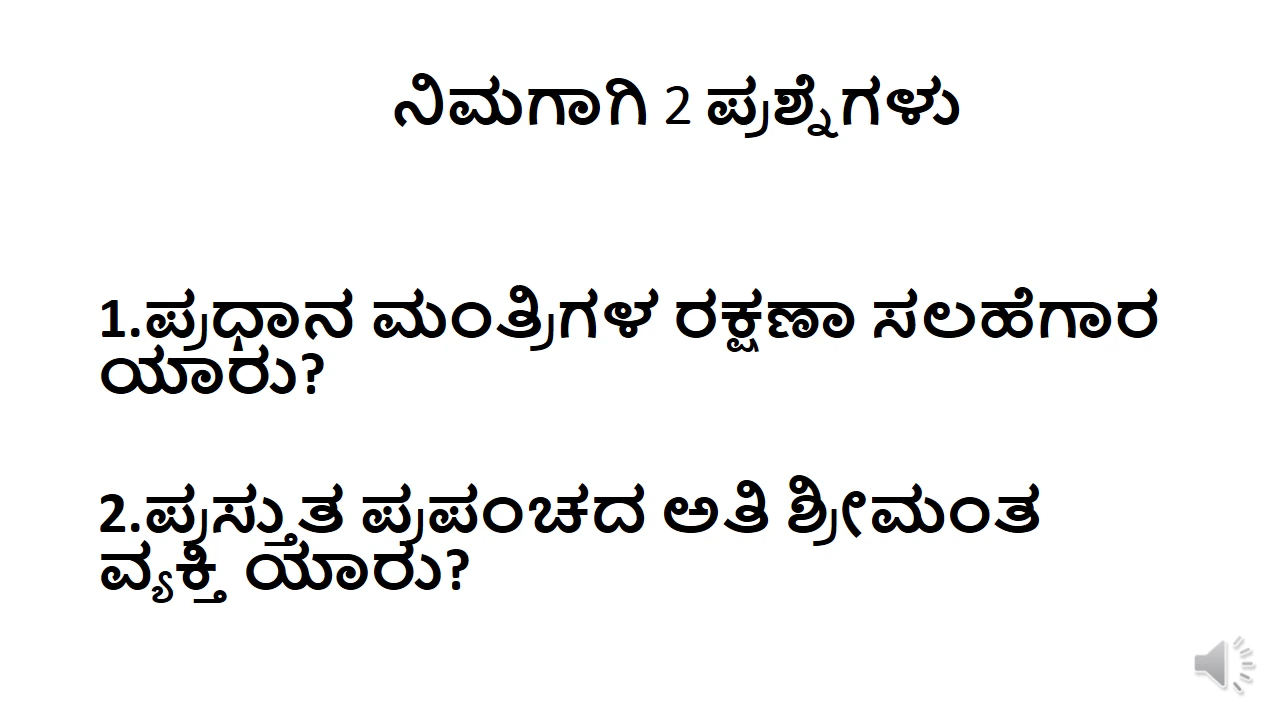 ನಿಮಗಾಗಿ 2 ಪ್ರಶ್ನೆಗಳು
1.ಪ್ರಧಾನ ಮಂತ್ರಿಗಳ ರಕ್ಷಣಾ ಸಲಹೆಗಾರ
ಯಾರು?
2.ಪ್ರಸ್ತುತ ಪ್ರಪಂಚದ ಅತಿ ಶ್ರೀಮಂತ
ವ್ಯಕ್ತಿ ಯಾರು?